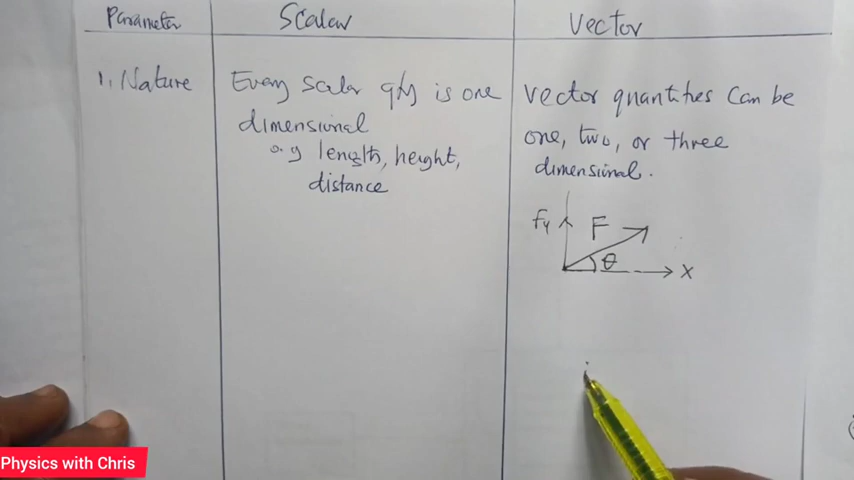 Parameter Scalar Vector
1. Nature
Every Scalar qty is one
dimensional
e.g length, height,
distance
Vector quantities can be
one, two, or three
dimensional.
Fy F
θ x
Physics with Chris